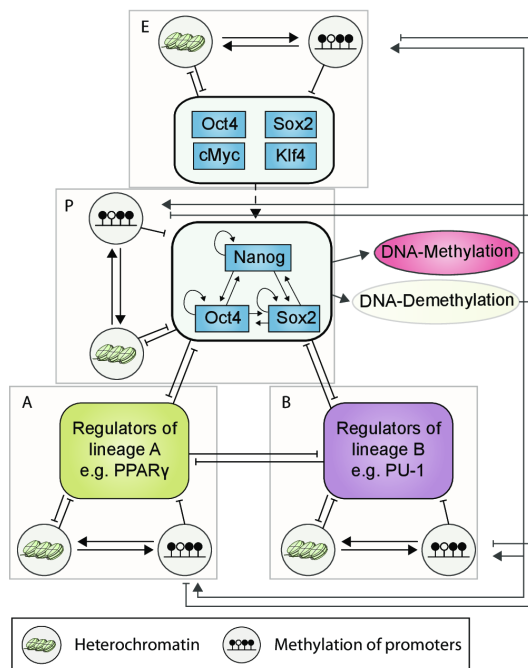 E
Oct4 Sox2
cMyc Klf4
P
Nanog
Oct4 Sox2
DNA-Methylation
DNA-Demethylation
A
Regulators of
lineage A
e.g. PPARγ
B
Regulators of
lineage B
e.g. PU-1
Heterochromatin
Methylation of promoters